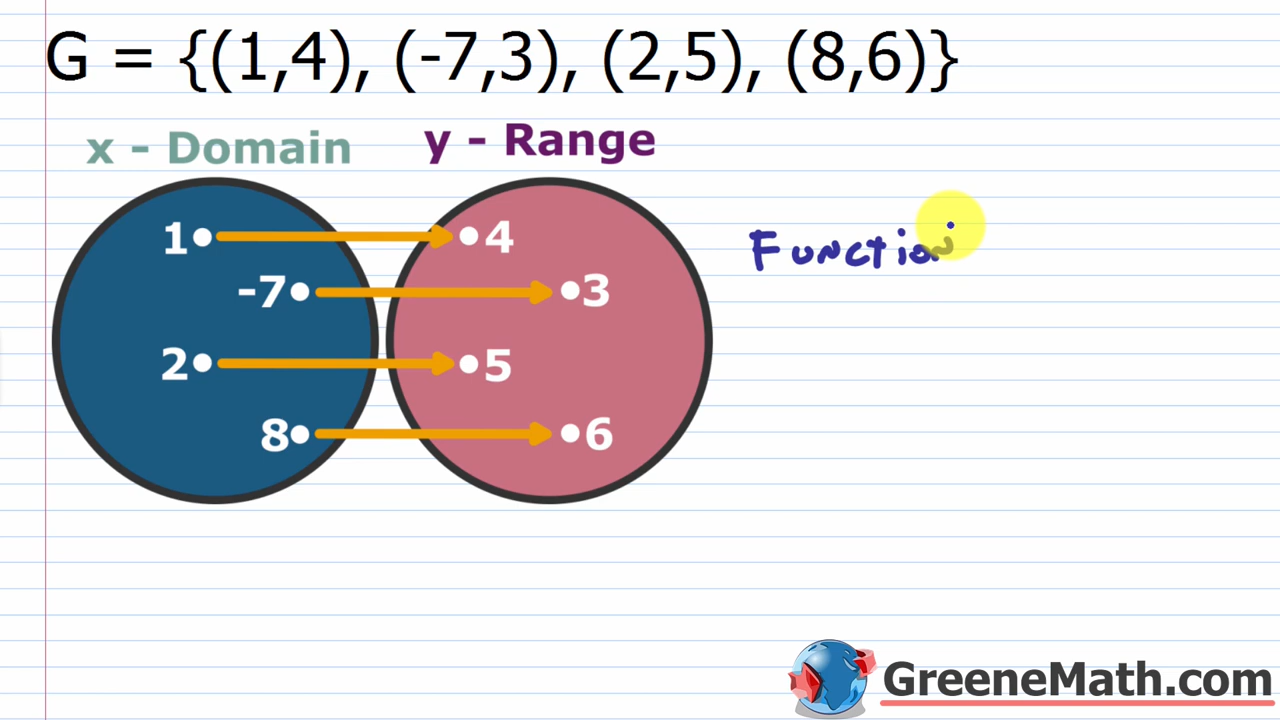 G = {(1,4), (-7,3), (2,5), (8,6)}
x - Domain
y - Range
1
4
-7
3
2
5
8
6
Function
GreeneMath.com